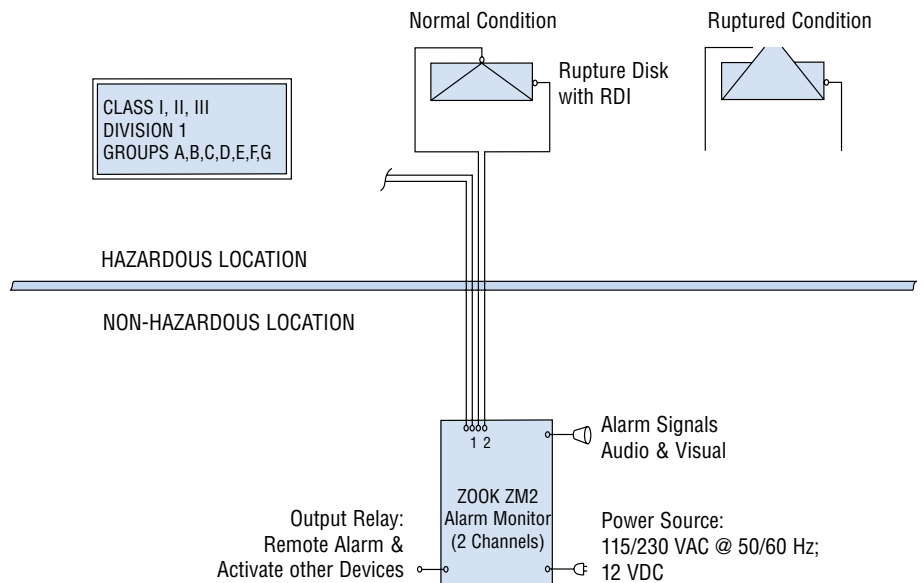 Normal Condition
Ruptured Condition
Rupture Disk
with RDI
CLASS I, II, III
DIVISION 1
GROUPS A,B,C,D,E,F,G
HAZARDOUS LOCATION
NON-HAZARDOUS LOCATION
1 2
Alarm Signals
Audio & Visual
ZOOK ZM2
Alarm Monitor
(2 Channels)
Output Relay:
Remote Alarm &
Activate other Devices
Power Source:
115/230 VAC @ 50/60 Hz;
12 VDC